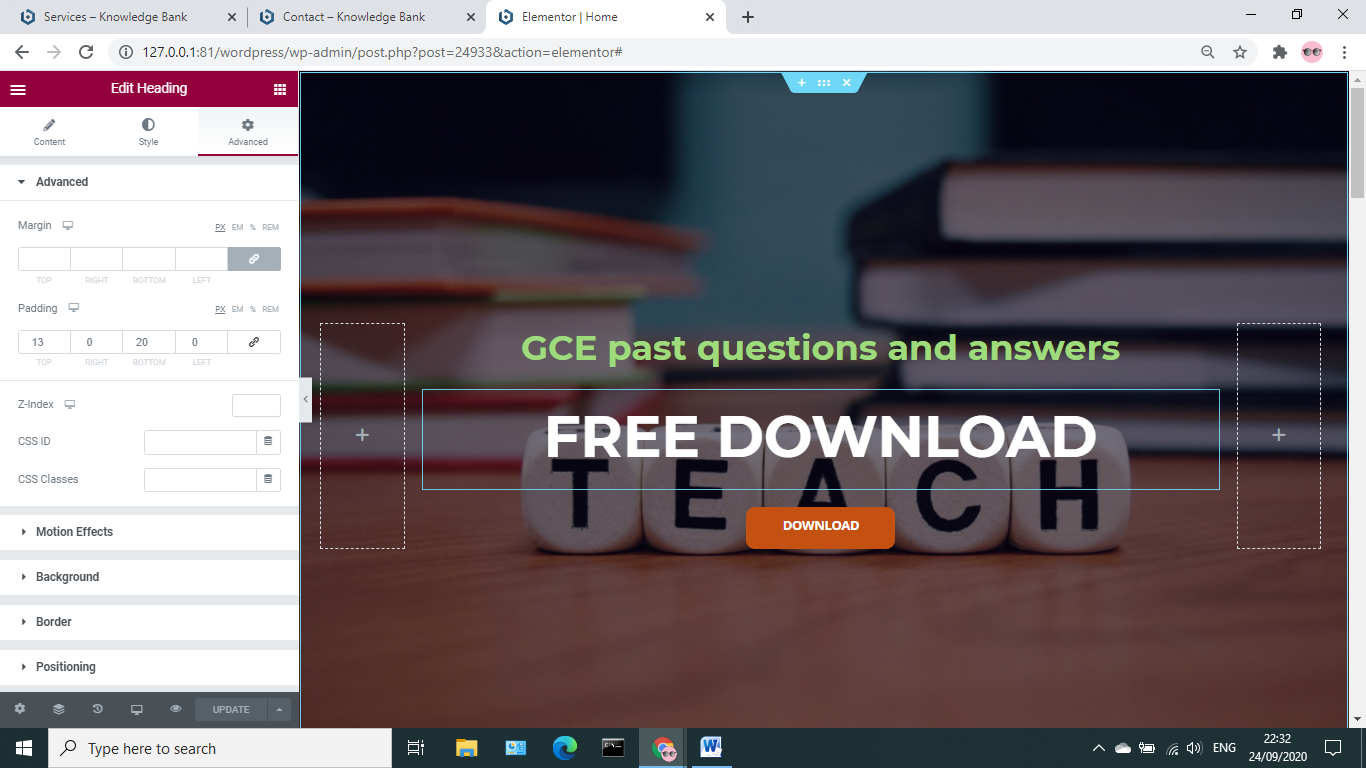 Services – Knowledge Bank
Contact – Knowledge Bank
Elementor | Home
127.0.0.1:81/wordpress/wp-admin/post.php?post=24933&action=elementor#
Edit Heading
Content
Style
Advanced
Advanced
Margin
PX EM % REM
TOP RIGHT BOTTOM LEFT
Padding
PX EM % REM
13 0 20 0
TOP RIGHT BOTTOM LEFT
Z-Index
CSS ID
CSS Classes
Motion Effects
Background
Border
Positioning
UPDATE
GCE past questions and answers
FREE DOWNLOAD
TEACH
DOWNLOAD
Type here to search
ENG
22:32
24/09/2020